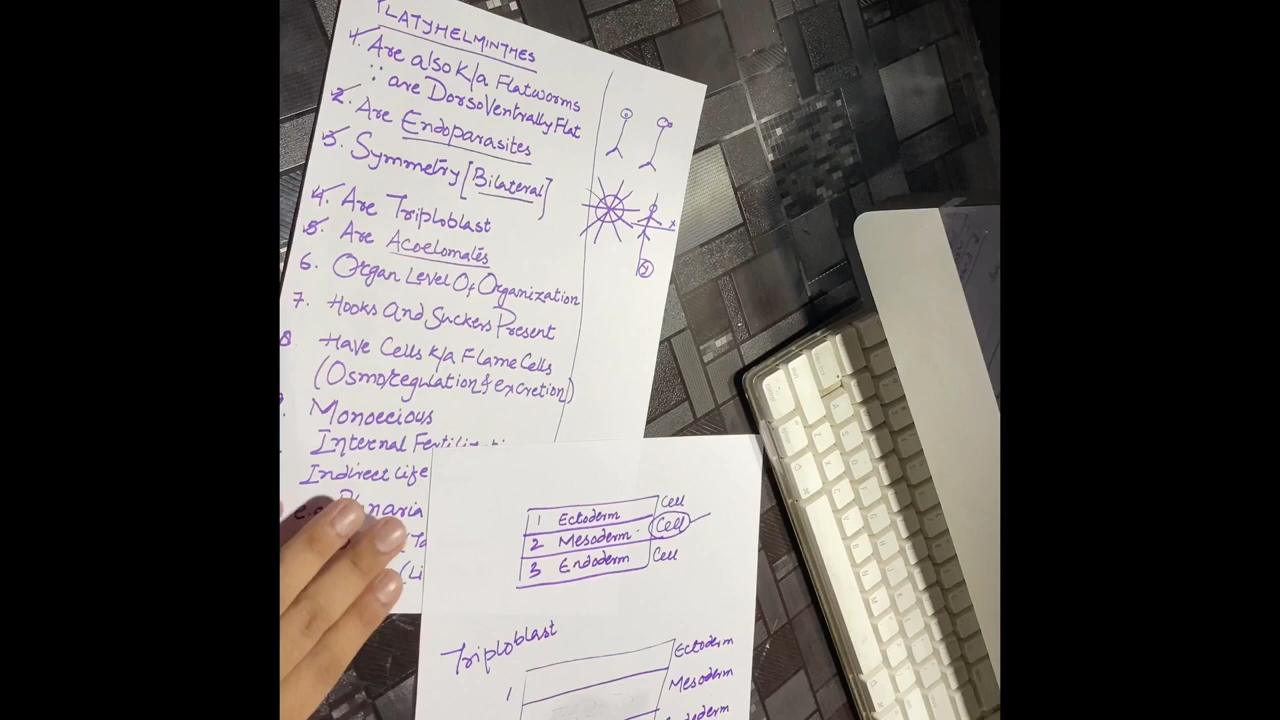 PLATYHELMINTHES
1. Are also K/a Flatworms
∵ are DorsoVentrally Flat
2. Are Endoparasites
3. Symmetry [Bilateral]
4. Are Triploblast
5. Are Acoelomates
6. Organ Level Of Organization
7. Hooks And Suckers Present
8 Have Cells K/a Flame Cells
(Osmoregulation & excretion)
Monoecious
Internal
Indirect Life
x
y
1 Ectoderm Cell
2 Mesoderm Cell
3 Endoderm Cell
Triploblast
Ectoderm
1 Mesoderm
Endoderm